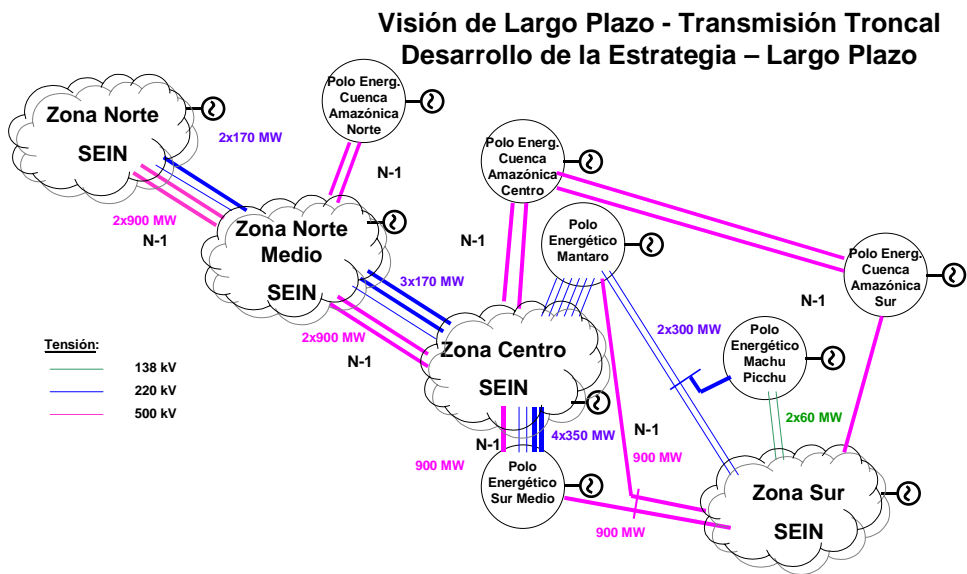 Visión de Largo Plazo - Transmisión Troncal
Desarrollo de la Estrategia – Largo Plazo
Zona Norte
SEIN
2x170 MW
2x900 MW
N-1
Polo Energ.
Cuenca
Amazónica
Norte
N-1
Zona Norte
Medio
SEIN
3x170 MW
2x900 MW
N-1
Polo Energ.
Cuenca
Amazónica
Centro
N-1
Polo
Energético
Mantaro
Polo Energ.
Cuenca
Amazónica
Sur
N-1
2x300 MW
Polo
Energético
Machu
Picchu
2x60 MW
Zona Centro
SEIN
N-1
4x350 MW
900 MW
Polo
Energético
Sur Medio
N-1
900 MW
900 MW
Zona Sur
SEIN
Tensión:
138 kV
220 kV
500 kV